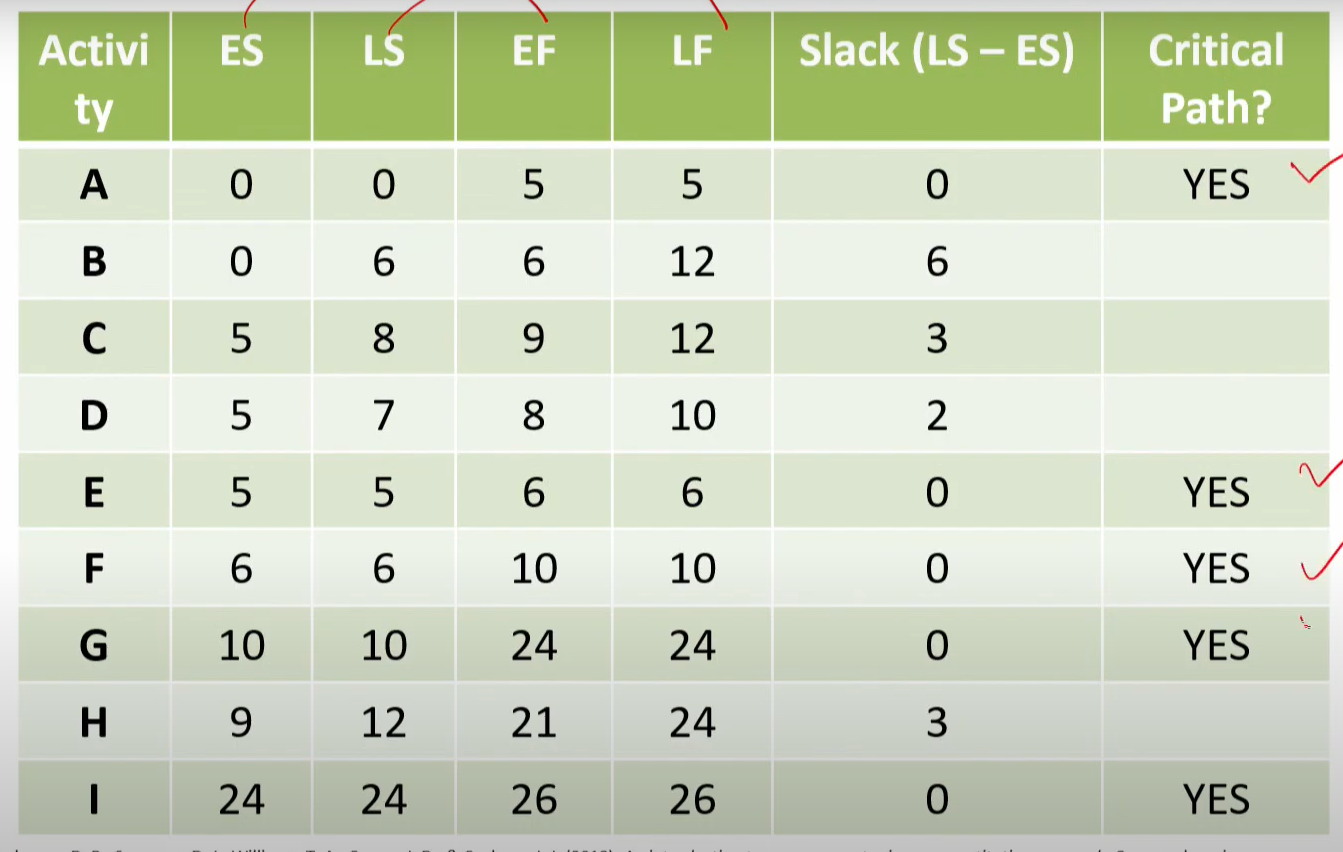 Activi ty ES LS EF LF Slack (LS – ES) Critical Path?
A 0 0 5 5 0 YES
B 0 6 6 12 6
C 5 8 9 12 3
D 5 7 8 10 2
E 5 5 6 6 0 YES
F 6 6 10 10 0 YES
G 10 10 24 24 0 YES
H 9 12 21 24 3
I 24 24 26 26 0 YES